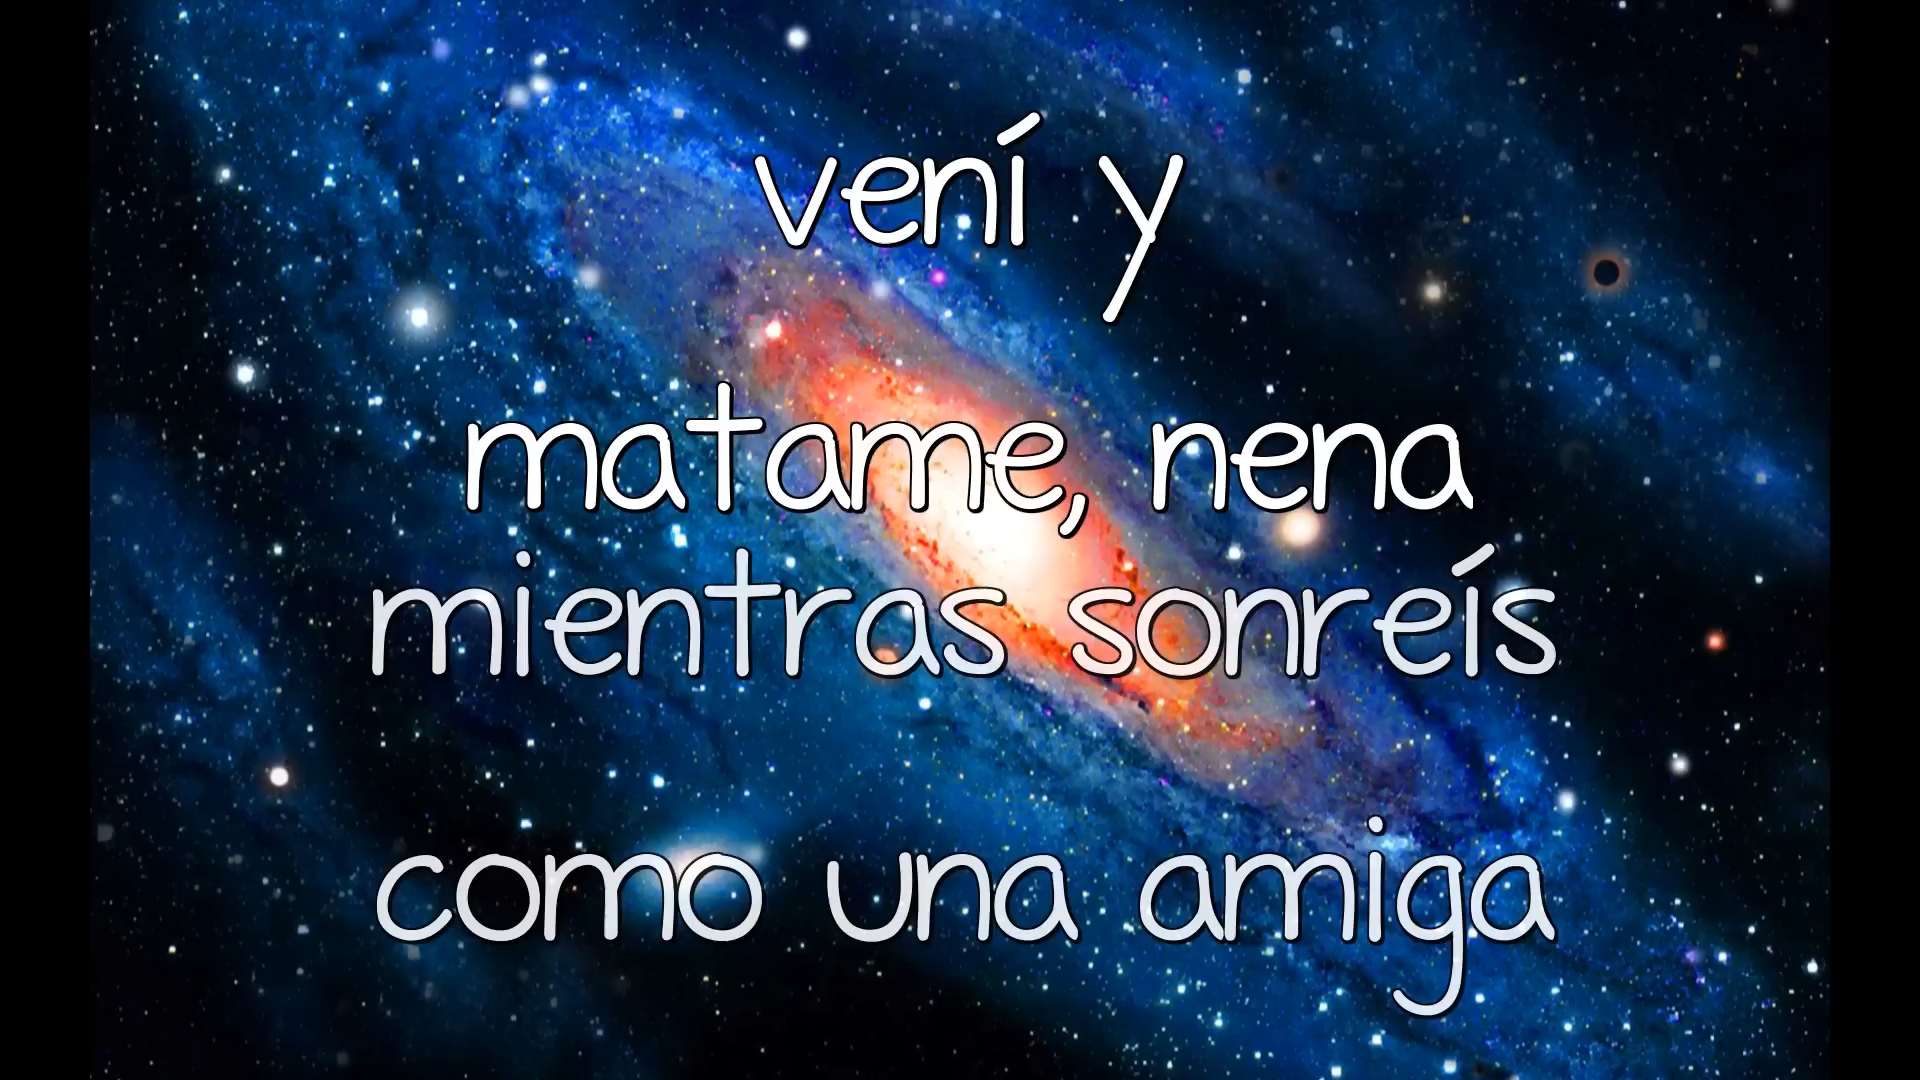 vení y
matame, nena
mientras sonreís
como una amiga